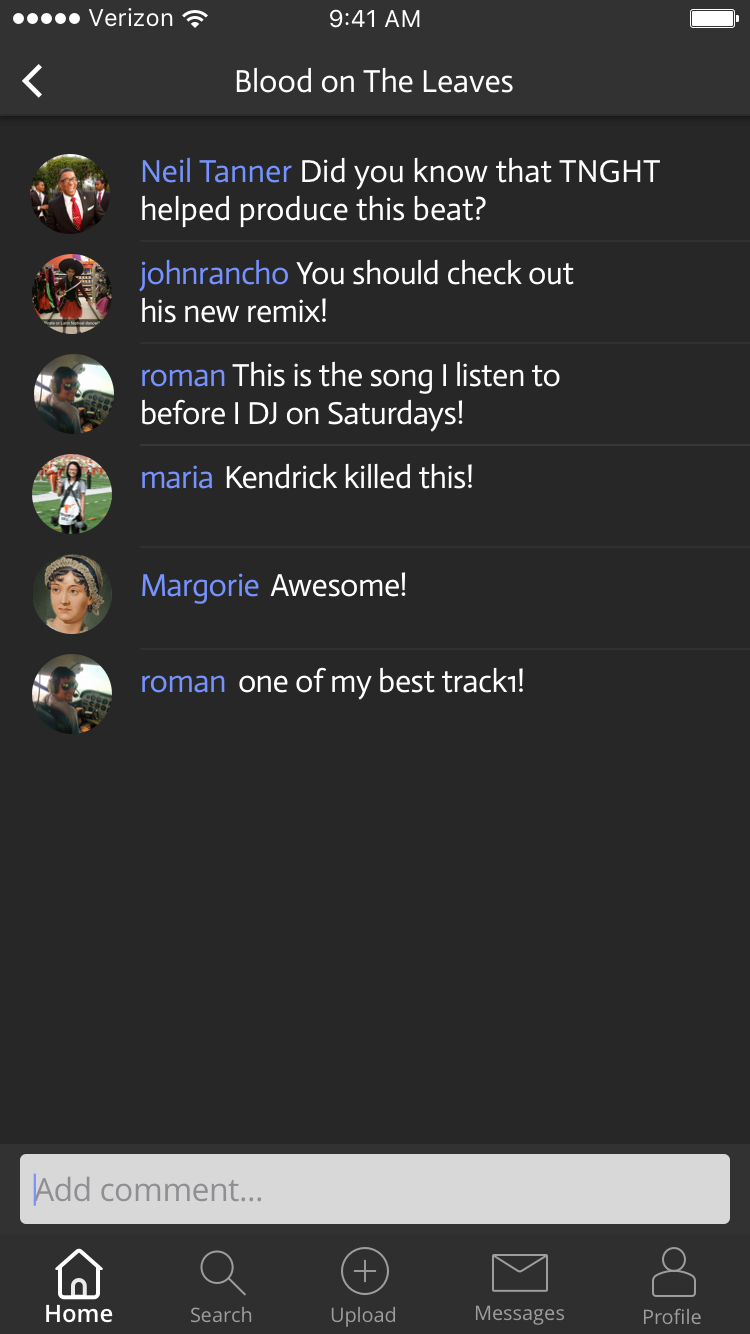 Verizon 9:41 AM
Blood on The Leaves
Neil Tanner Did you know that TNGHT
helped produce this beat?
johnrancho You should check out
his new remix!
roman This is the song I listen to
before I DJ on Saturdays!
maria Kendrick killed this!
Margorie Awesome!
roman one of my best track1!
Add comment...
Home Search Upload Messages Profile